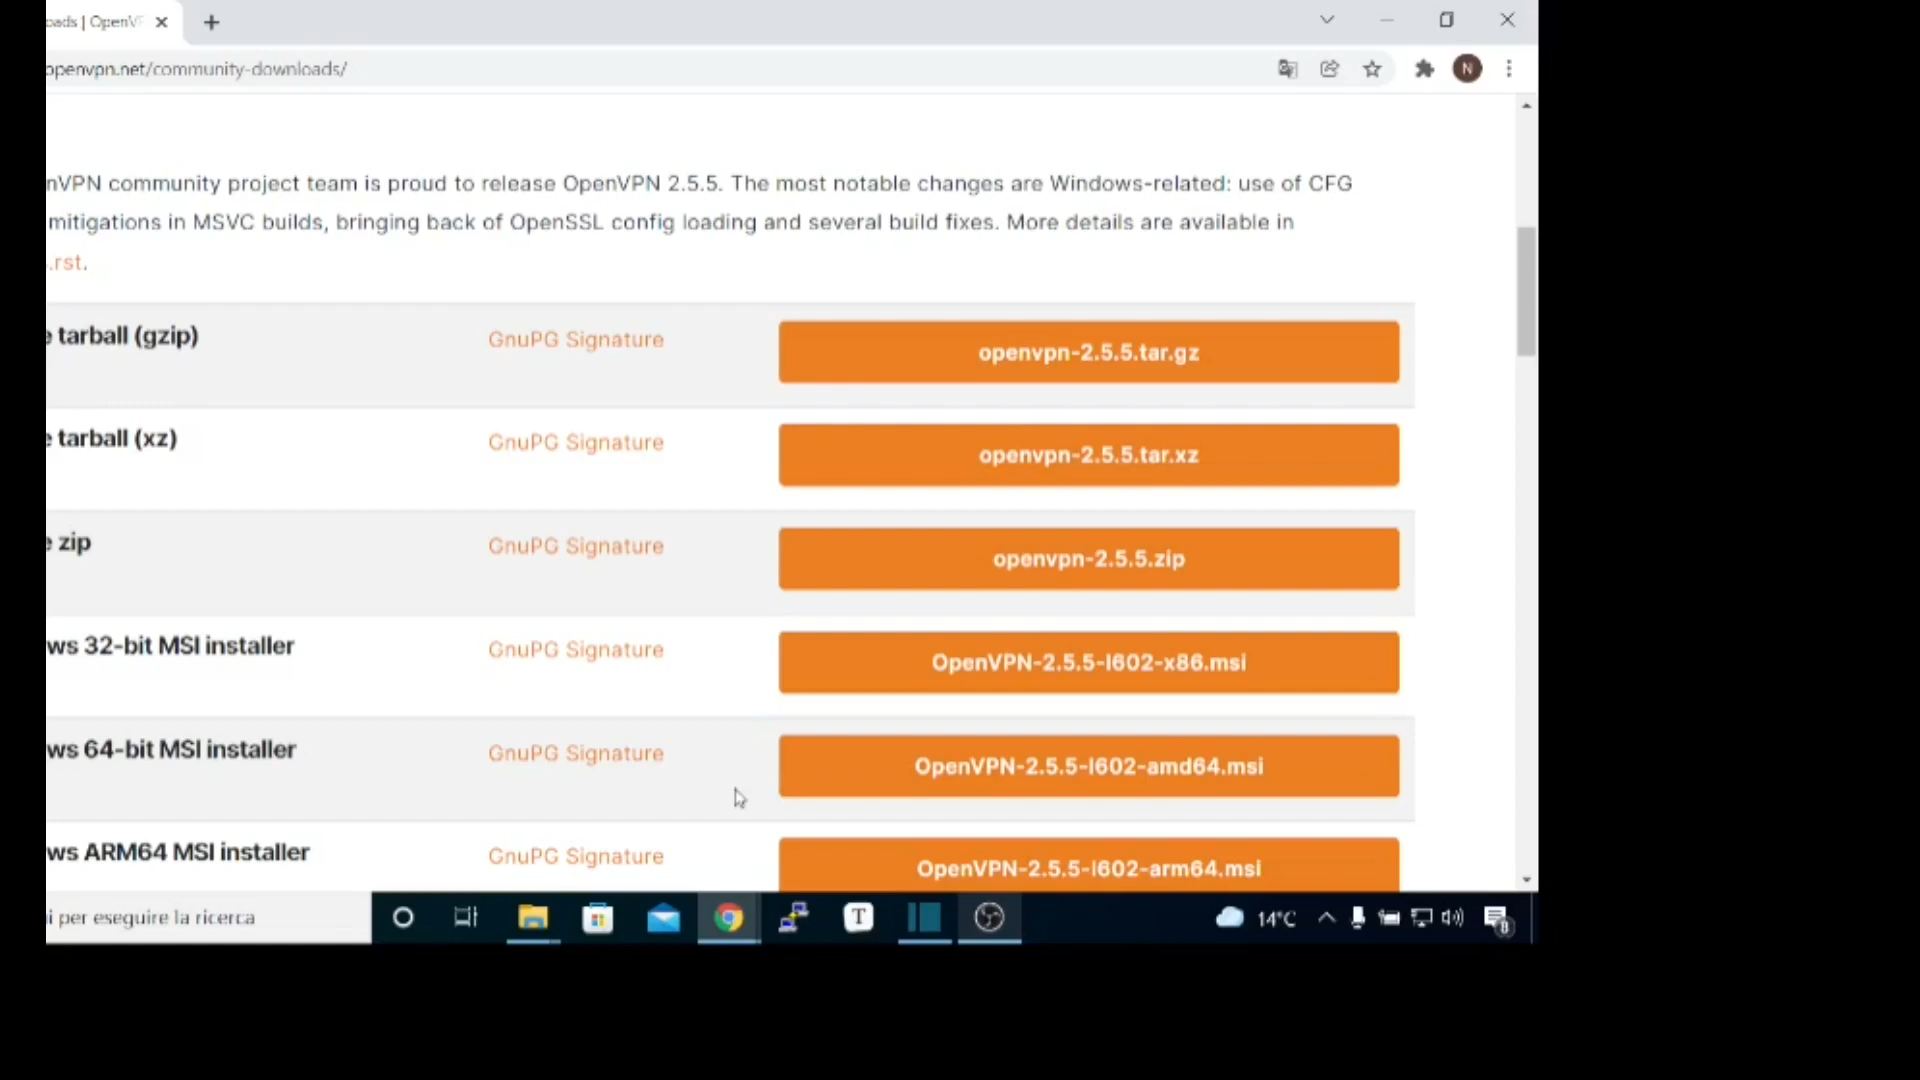 oads | OpenVP
openvpn.net/community-downloads/
N
nVPN community project team is proud to release OpenVPN 2.5.5. The most notable changes are Windows-related: use of CFG
mitigations in MSVC builds, bringing back of OpenSSL config loading and several build fixes. More details are available in
.rst.
e tarball (gzip) GnuPG Signature openvpn-2.5.5.tar.gz
e tarball (xz) GnuPG Signature openvpn-2.5.5.tar.xz
e zip GnuPG Signature openvpn-2.5.5.zip
ws 32-bit MSI installer GnuPG Signature OpenVPN-2.5.5-I602-x86.msi
ws 64-bit MSI installer GnuPG Signature OpenVPN-2.5.5-I602-amd64.msi
ws ARM64 MSI installer GnuPG Signature OpenVPN-2.5.5-I602-arm64.msi
i per eseguire la ricerca T 14°C 8